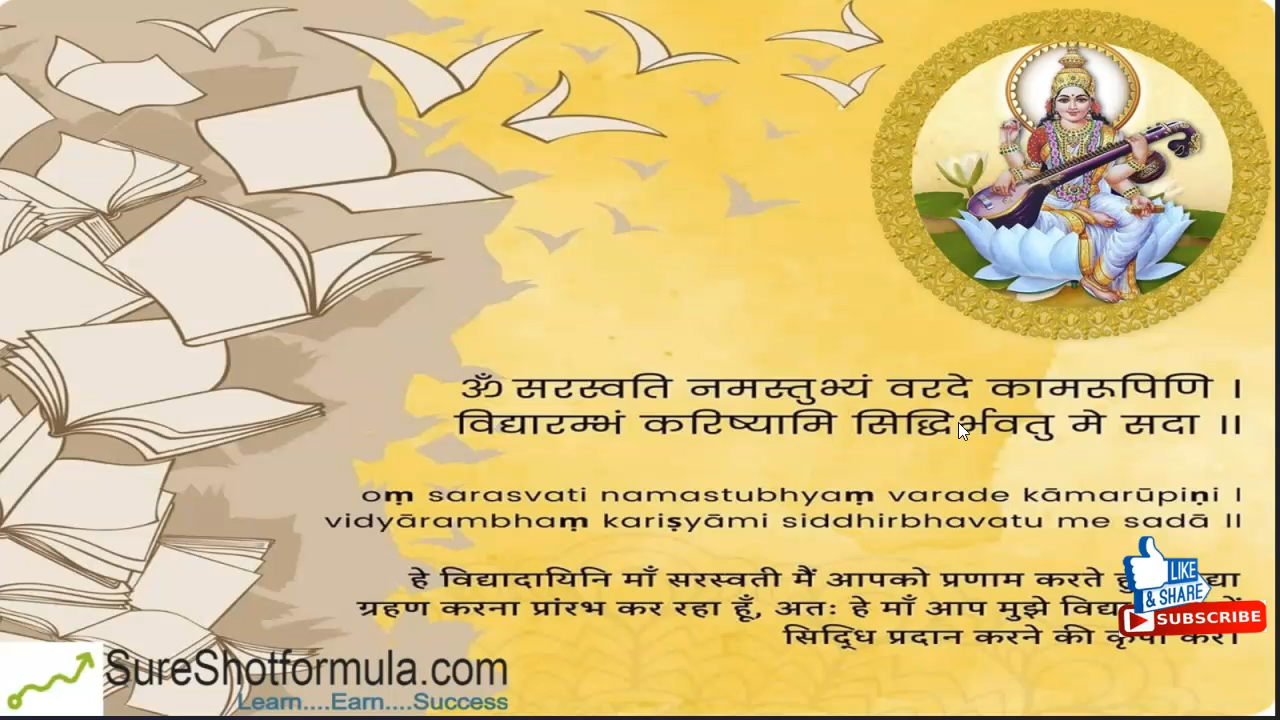 ॐ सरस्वति नमस्तुभ्यं वरदे कामरूपिणि ।
विद्यारम्भं करिष्यामि सिद्धिर्भवतु मे सदा ।।
oṃ sarasvati namastubhyaṃ varade kāmarūpiṇi ।
vidyārambhaṃ kariṣyāmi siddhirbhavatu me sadā ।।
हे विद्यादायिनि माँ सरस्वती मैं आपको प्रणाम करते
ग्रहण करना प्रांरभ कर रहा हूँ, अतः हे माँ आप मुझे
सिद्धि प्रदान करने की कृपा करें।
LIKE
& SHARE
SUBSCRIBE
SureShotformula.com
Learn....Earn....Success